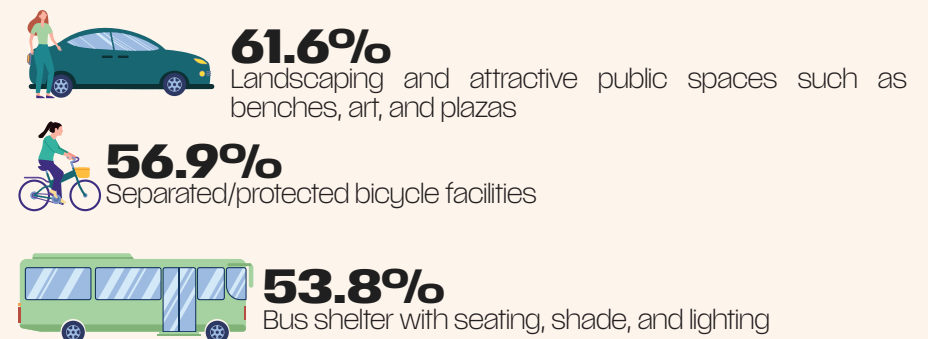 61.6%
Landscaping and attractive public spaces such as
benches, art, and plazas
56.9%
Separated/protected bicycle facilities
53.8%
Bus shelter with seating, shade, and lighting